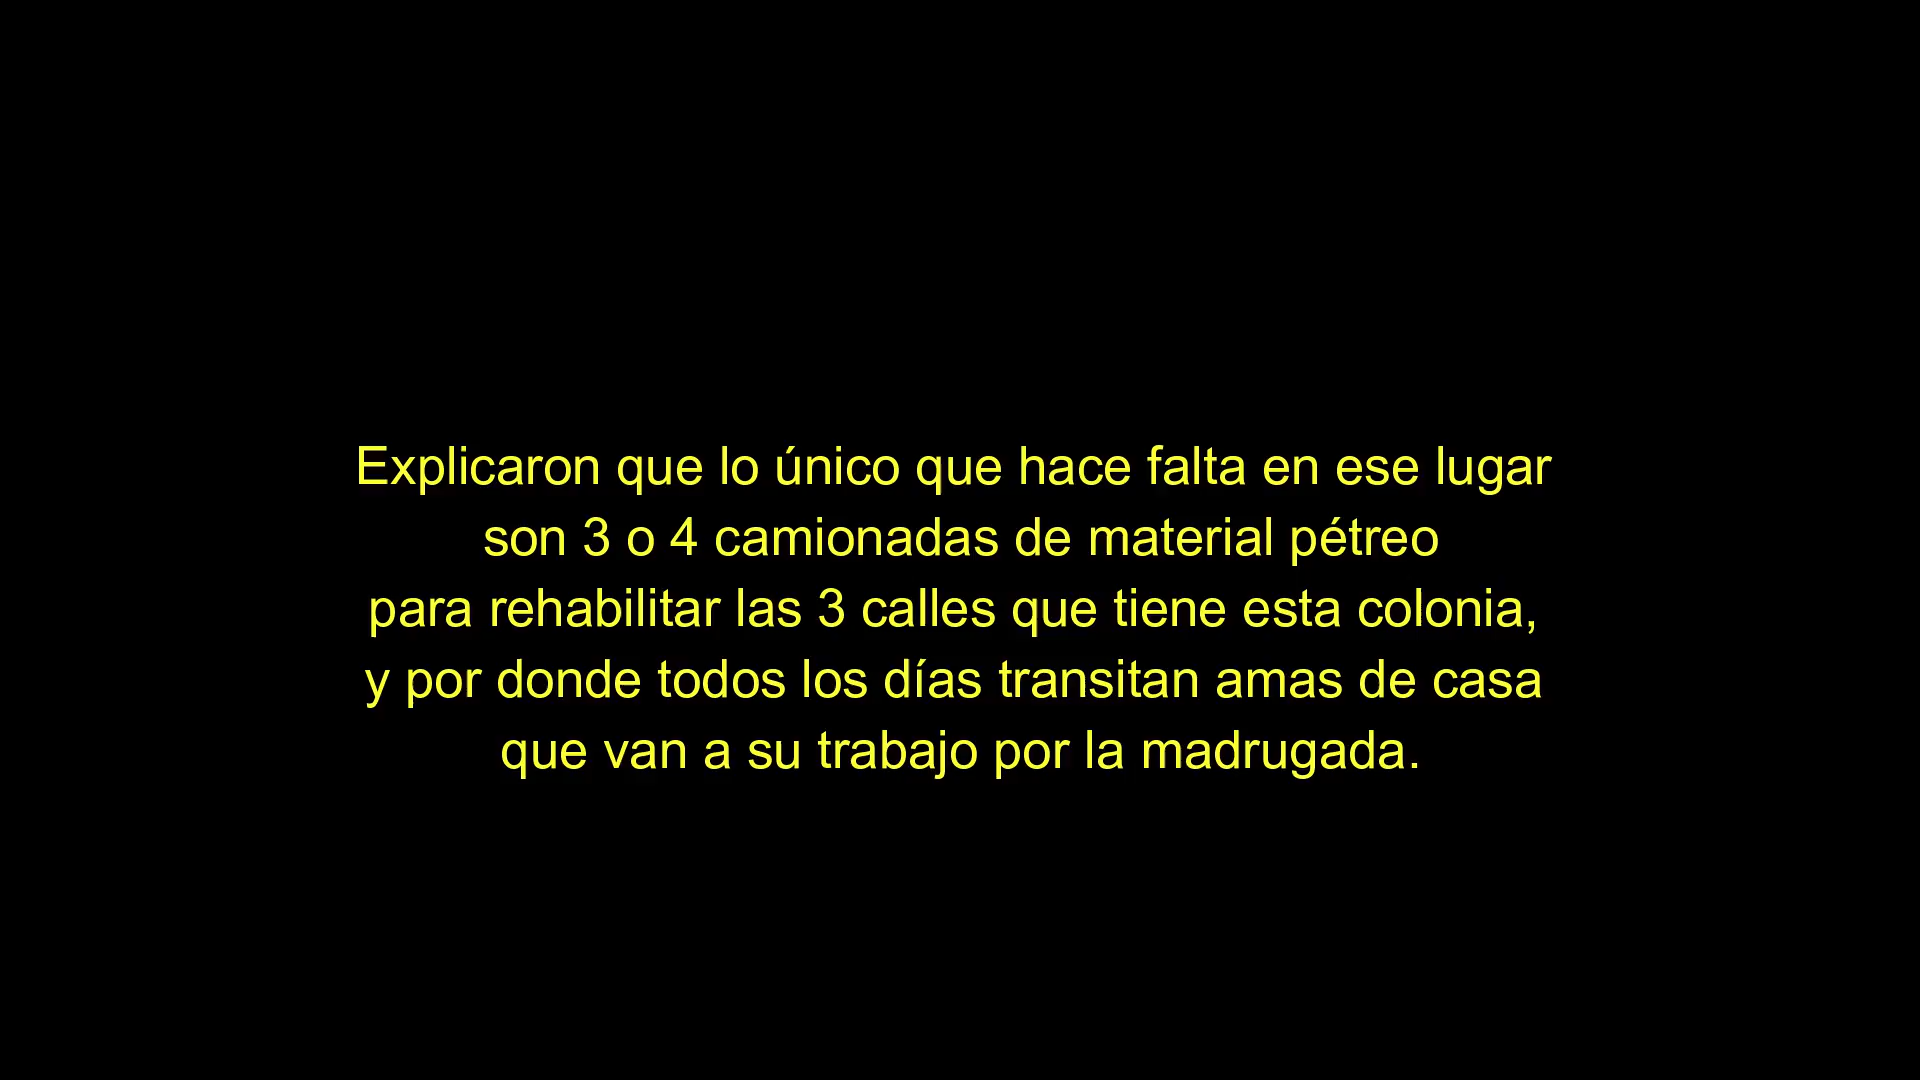 Explicaron que lo único que hace falta en ese lugar
son 3 o 4 camionadas de material pétreo
para rehabilitar las 3 calles que tiene esta colonia,
y por donde todos los días transitan amas de casa
que van a su trabajo por la madrugada.